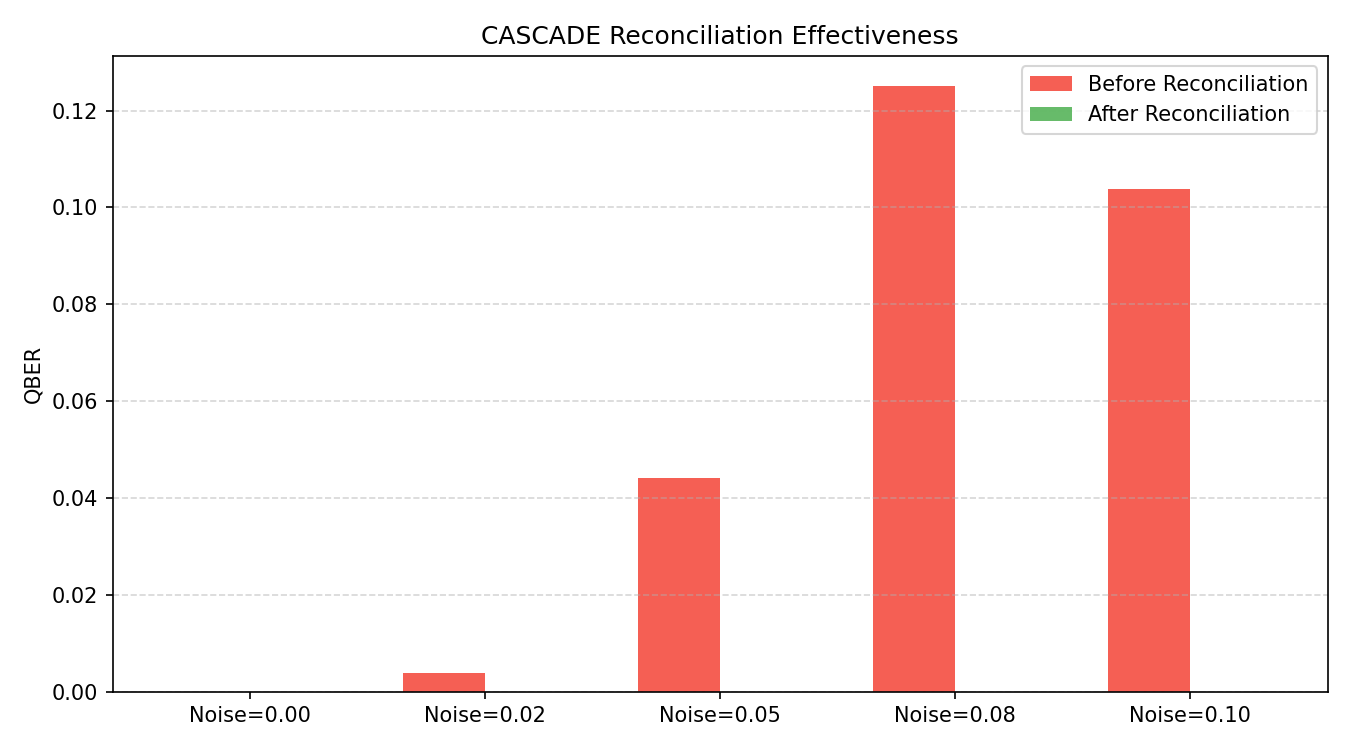 CASCADE Reconciliation Effectiveness
Before Reconciliation
After Reconciliation
QBER
0.12
0.10
0.08
0.06
0.04
0.02
0.00
Noise=0.00
Noise=0.02
Noise=0.05
Noise=0.08
Noise=0.10